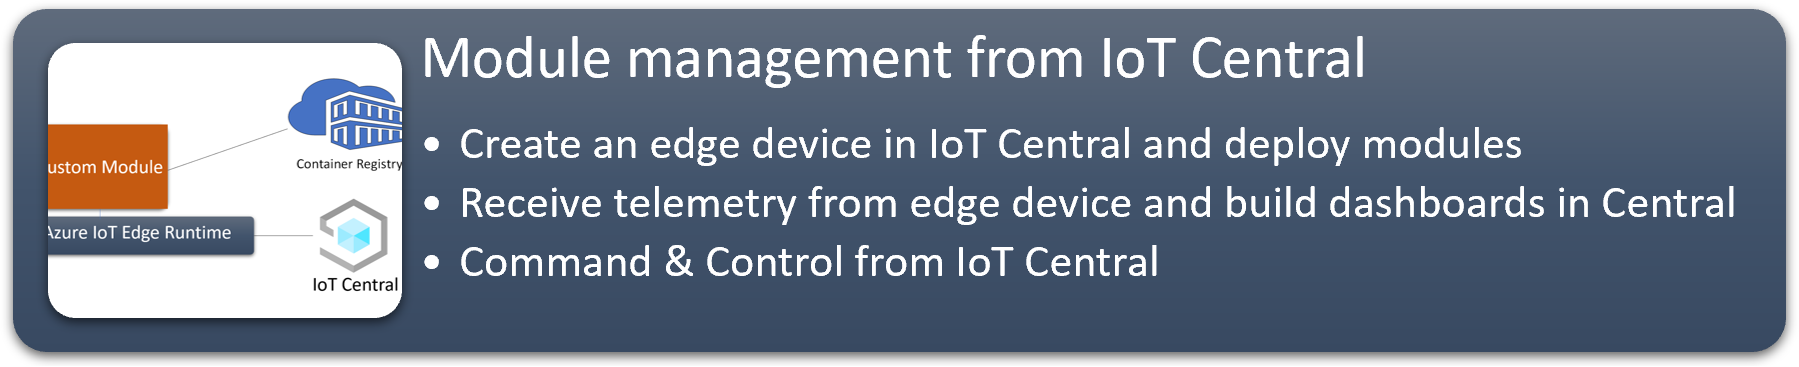 Module management from IoT Central
• Create an edge device in IoT Central and deploy modules
• Receive telemetry from edge device and build dashboards in Central
• Command & Control from IoT Central
Container Registry
ustom Module
Azure IoT Edge Runtime
IoT Central